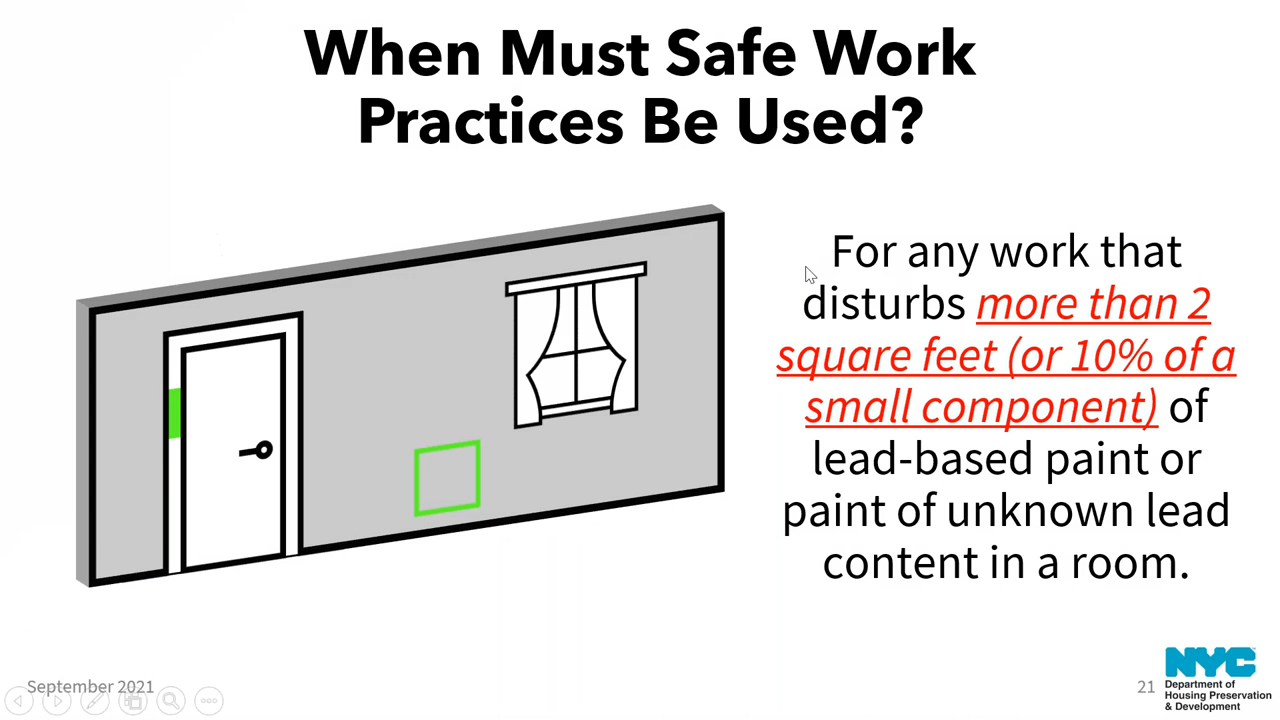 When Must Safe Work
Practices Be Used?
For any work that
disturbs more than 2
square feet (or 10% of a
small component) of
lead-based paint or
paint of unknown lead
content in a room.
September 2021
21
NYC
Department of
Housing Preservation
& Development